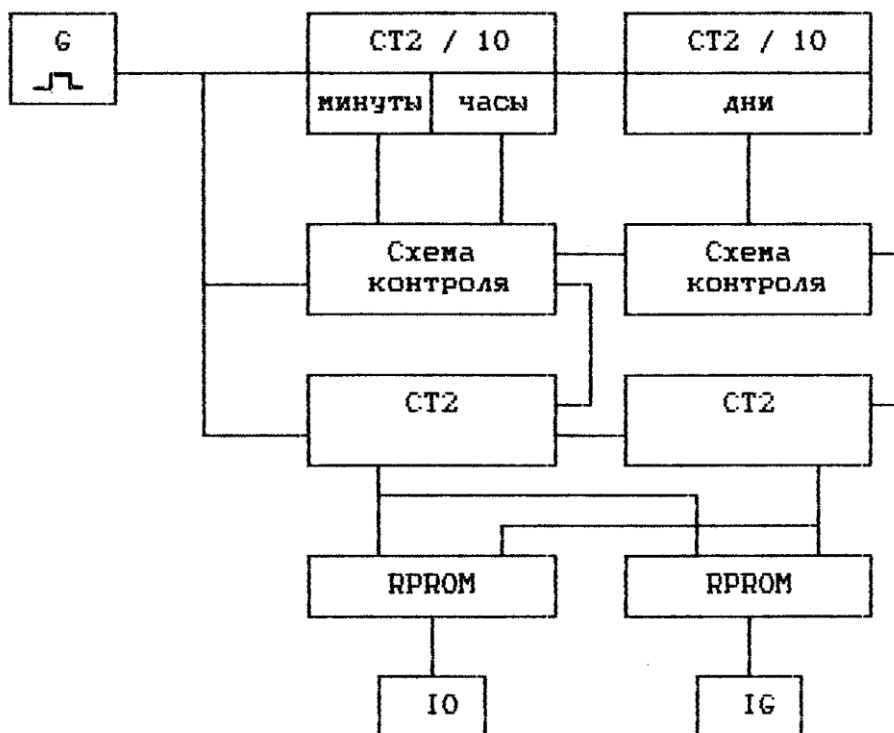 G
CT2 / 10
CT2 / 10
минуты
часы
дни
Схема
контроля
Схема
контроля
CT2
CT2
RPROM
RPROM
IO
IG